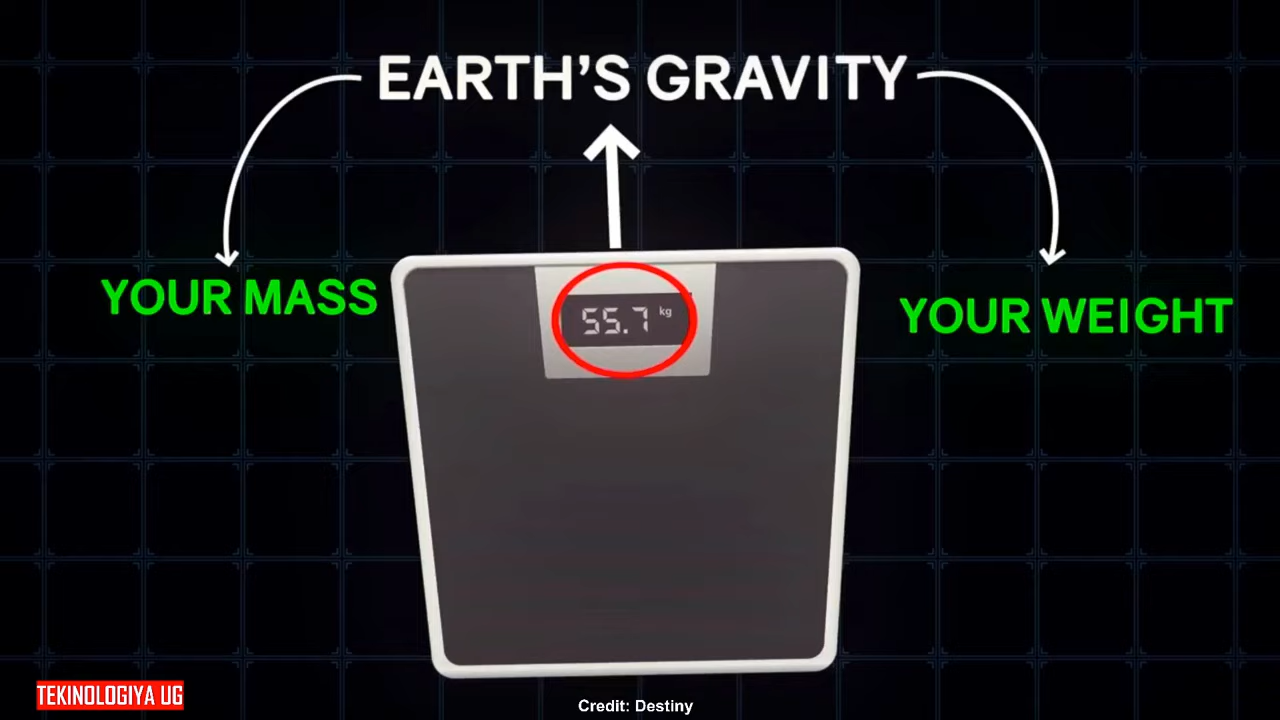 EARTH'S GRAVITY
YOUR MASS
55.7 kg
YOUR WEIGHT
TEKINOLOGIYA UG
Credit: Destiny